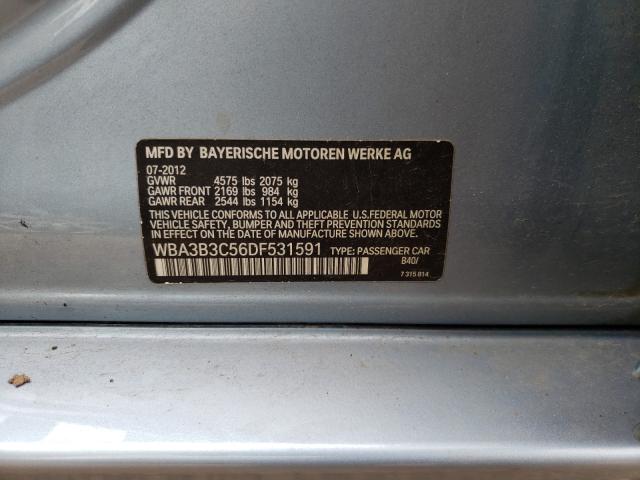 MFD BY BAYERISCHE MOTOREN WERKE AG
07-2012
GVWR 4575 lbs 2075 kg
GAWR FRONT 2169 lbs 984 kg
GAWR REAR 2544 lbs 1154 kg
THIS VEHICLE CONFORMS TO ALL APPLICABLE U.S.FEDERAL MOTOR
VEHICLE SAFETY, BUMPER AND THEFT PREVENTION STANDARDS
IN EFFECT ON THE DATE OF MANUFACTURE SHOWN ABOVE.
WBA3B3C56DF531591 TYPE: PASSENGER CAR
B40/
7 315 814